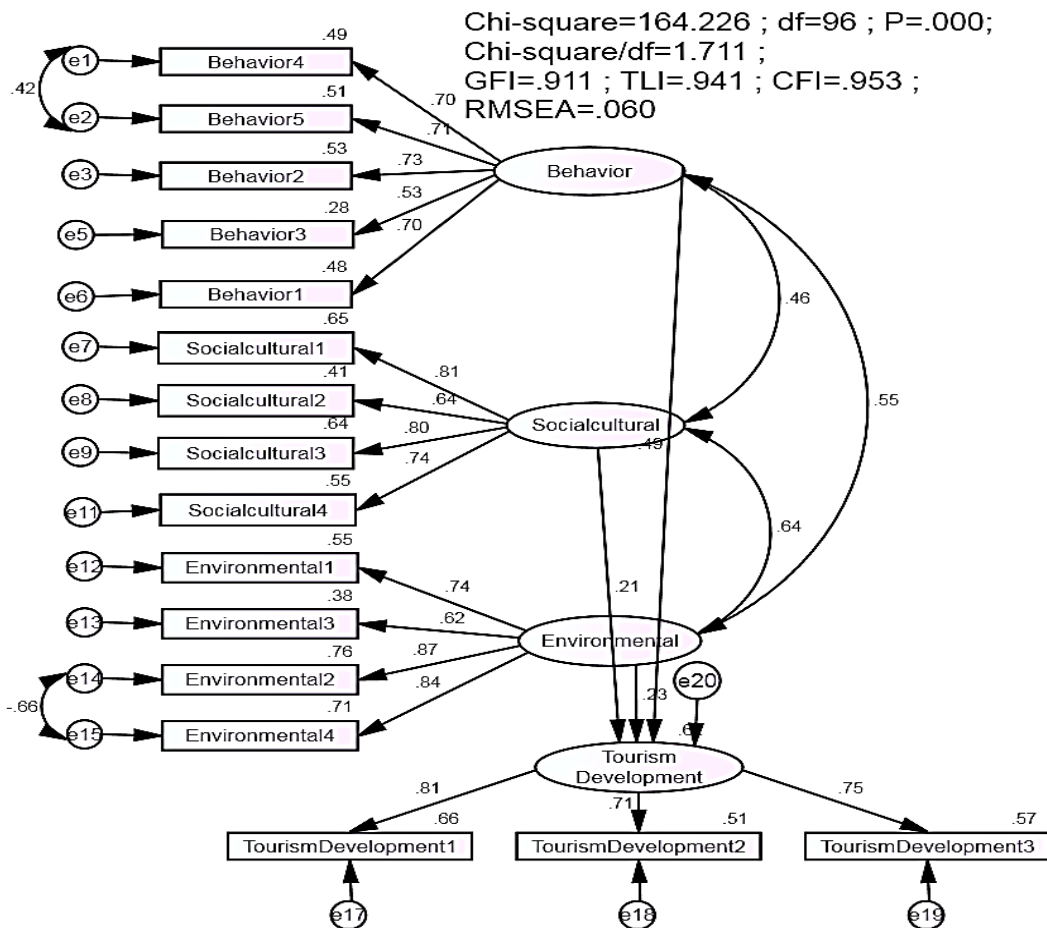 Chi-square=164.226 ; df=96 ; P=.000;
Chi-square/df=1.711 ;
GFI=.911 ; TLI=.941 ; CFI=.953 ;
RMSEA=.060
.49
e1
Behavior4
.42
.70
.51
e2
Behavior5
.71
.53
e3
Behavior2
.73
Behavior
.53
.28
e5
Behavior3
.70
.48
e6
Behavior1
.46
.65
e7
Socialcultural1
.81
.41
e8
Socialcultural2
.64
.55
.64
Socialcultural
e9
Socialcultural3
.80
.49
.74
.55
e11
Socialcultural4
.64
.55
e12
Environmental1
.74
.21
.38
e13
Environmental3
.62
Environmental
.76
e14
Environmental2
.87
e20
-.66
.84
.23
.71
e15
Environmental4
Tourism
Development
.81
.71
.75
.66
.51
.57
TourismDevelopment1
TourismDevelopment2
TourismDevelopment3
e17
e18
e19